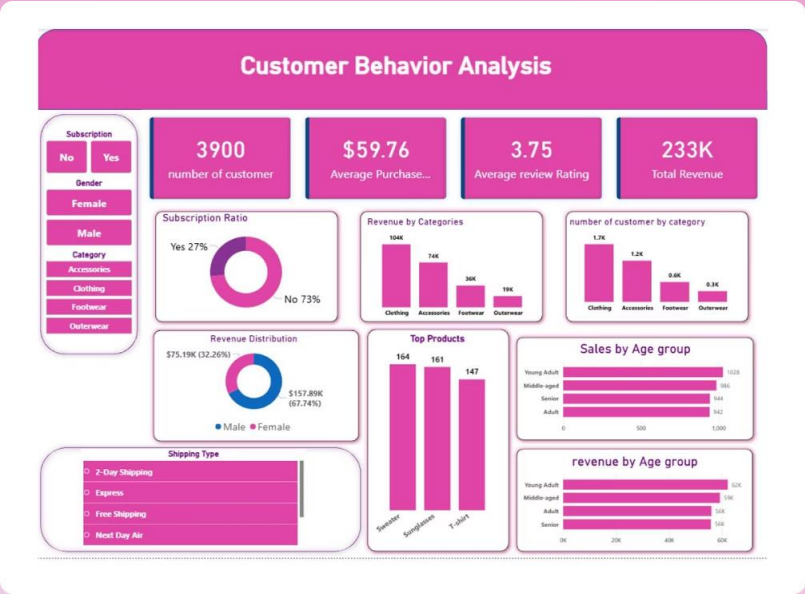 Customer Behavior Analysis
Subscription
No Yes
Gender
Female
Male
Category
Accessories
Clothing
Footwear
Outerwear
3900
number of customer
$59.76
Average Purchase...
3.75
Average review Rating
233K
Total Revenue
Subscription Ratio
Yes 27%
No 73%
Revenue by Categories
104K
74K
36K
19K
Clothing Accessories Footwear Outerwear
number of customer by category
1.7K
1.2K
0.6K
0.3K
Clothing Accessories Footwear Outerwear
Revenue Distribution
$75.19K (32.26%)
$157.89K
(67.74%)
Male Female
Top Products
164 161 147
Sweater Sunglasses T-shirt
Sales by Age group
Young Adult 1028
Middle-aged 986
Senior 944
Adult 942
0 500 1,000
Shipping Type
2-Day Shipping
Express
Free Shipping
Next Day Air
revenue by Age group
Young Adult 62K
Middle-aged 59K
Adult 56K
Senior 56K
0K 20K 40K 60K